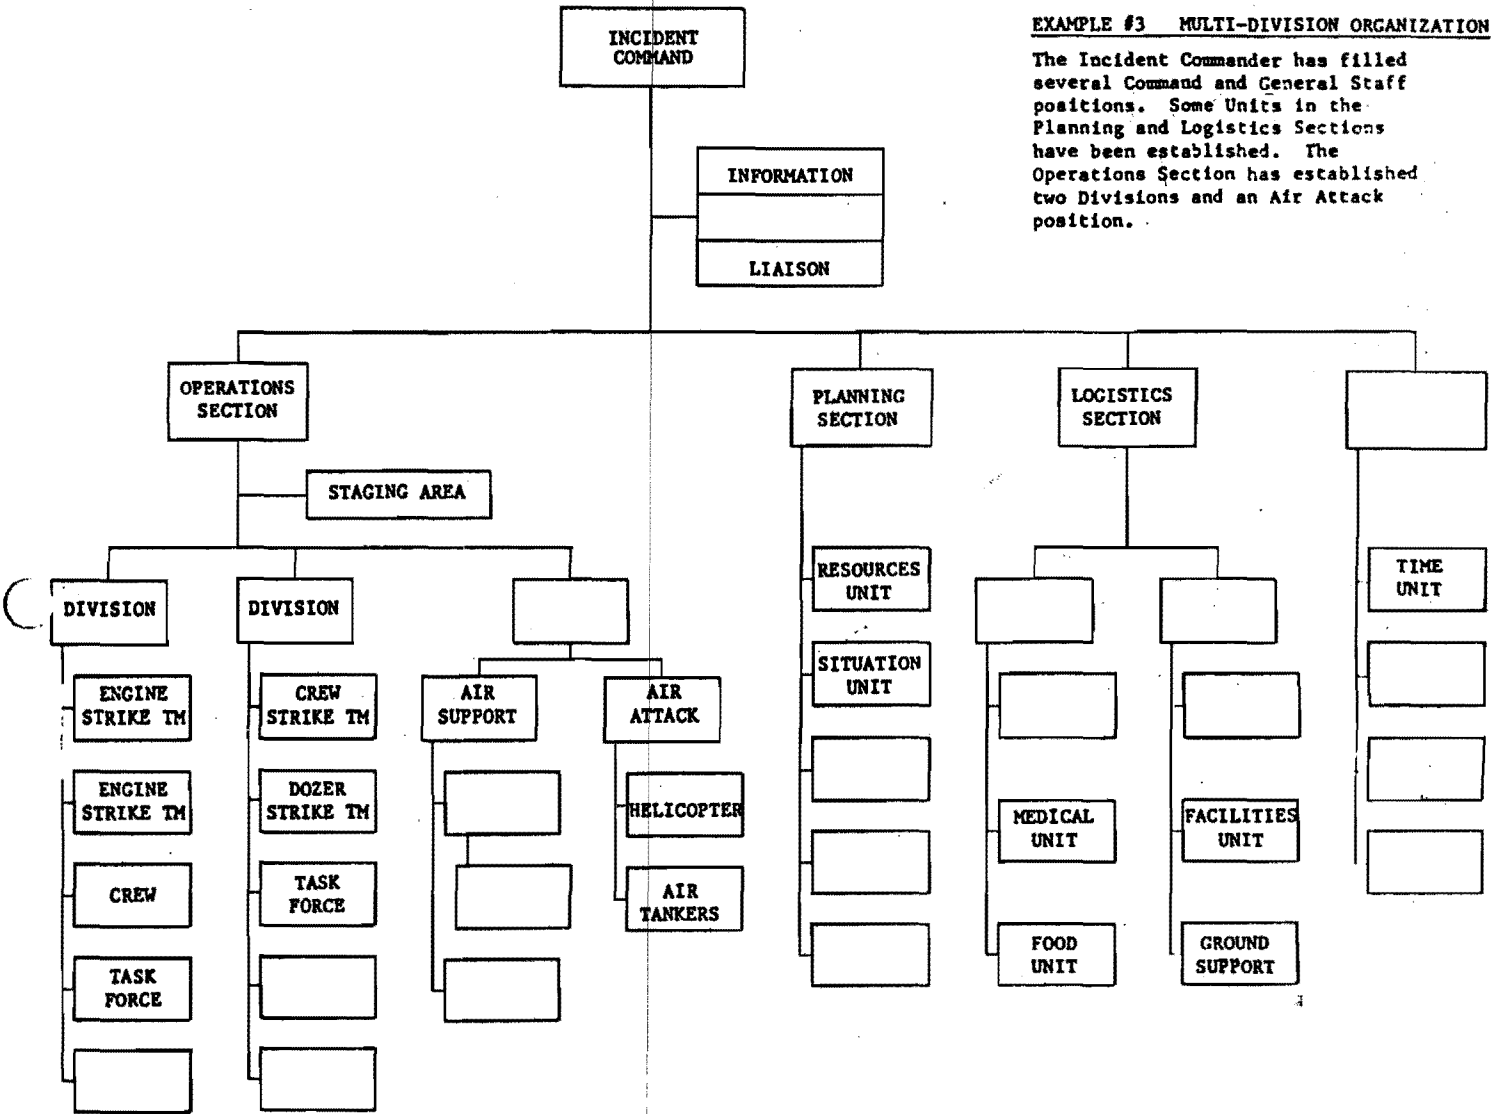 EXAMPLE #3 MULTI-DIVISION ORGANIZATION
The Incident Commander has filled
several Command and General Staff
positions. Some Units in the
Planning and Logistics Sections
have been established. The
Operations Section has established
two Divisions and an Air Attack
position.
INCIDENT
COMMAND
INFORMATION
LIAISON
OPERATIONS
SECTION
PLANNING
SECTION
LOGISTICS
SECTION
STAGING AREA
DIVISION
DIVISION
ENGINE
STRIKE TM
ENGINE
STRIKE TM
CREW
TASK
FORCE
CREW
STRIKE TM
DOZER
STRIKE TM
TASK
FORCE
AIR
SUPPORT
AIR
ATTACK
HELICOPTER
AIR
TANKERS
RESOURCES
UNIT
SITUATION
UNIT
MEDICAL
UNIT
FOOD
UNIT
FACILITIES
UNIT
GROUND
SUPPORT
TIME
UNIT